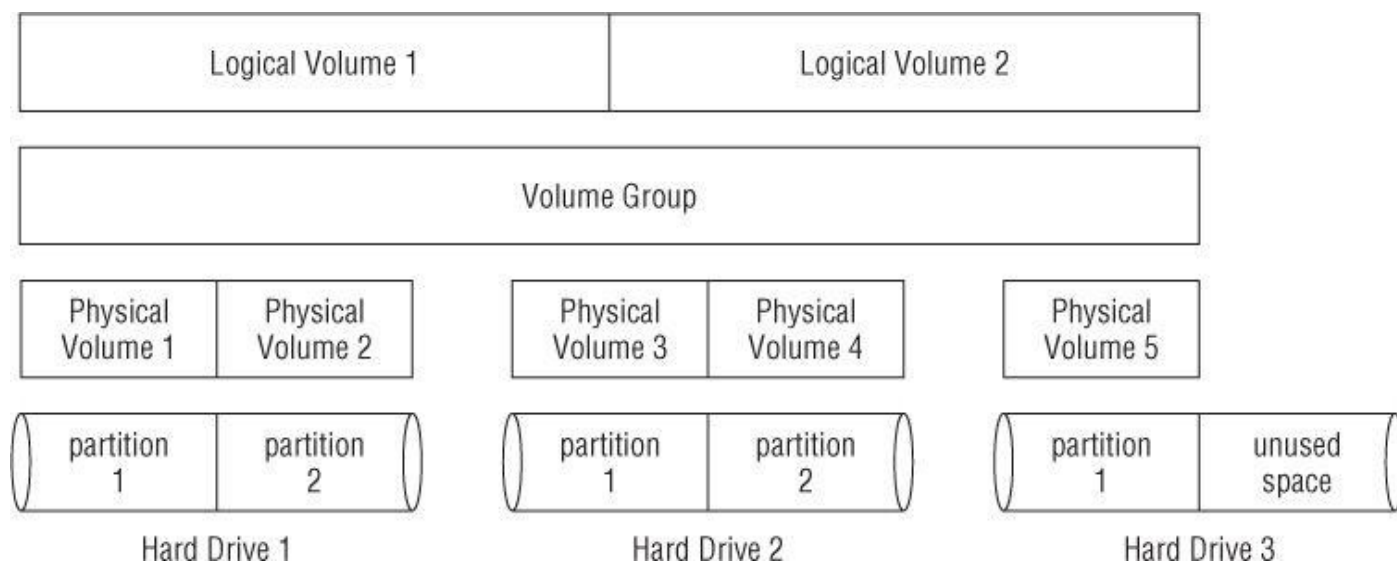 Logical Volume 1
Logical Volume 2
Volume Group
Physical
Volume 1
Physical
Volume 2
Physical
Volume 3
Physical
Volume 4
Physical
Volume 5
partition
1
partition
2
partition
1
partition
2
partition
1
unused
space
Hard Drive 1
Hard Drive 2
Hard Drive 3